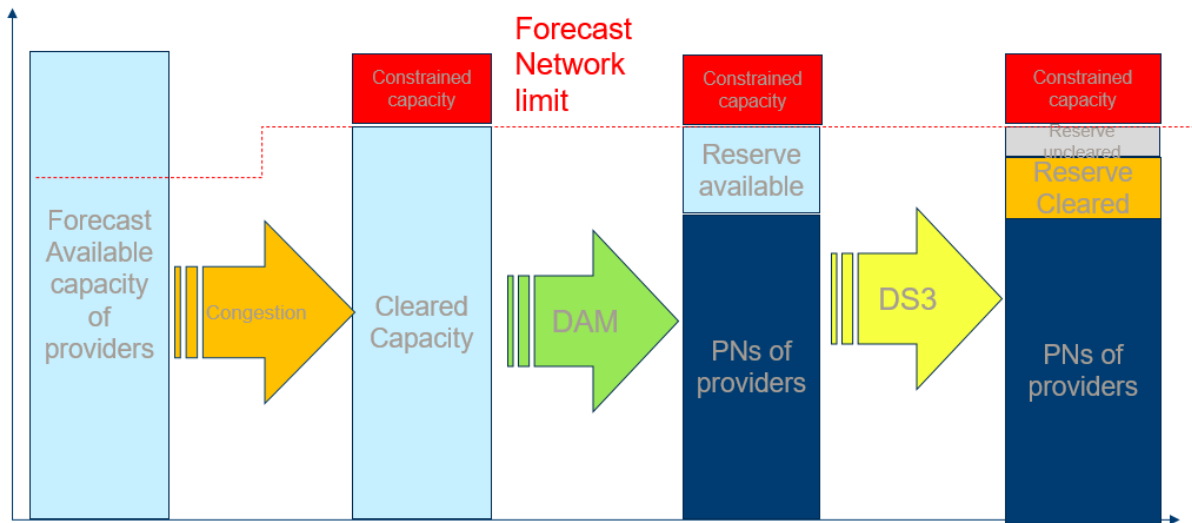 Forecast
Network
limit
Forecast
Available
capacity
of
providers
Congestion
Constrained
capacity
Cleared
Capacity
DAM
Constrained
capacity
Reserve
available
PNs of
providers
DS3
Constrained
capacity
Reserve
uncleared
Reserve
Cleared
PNs of
providers